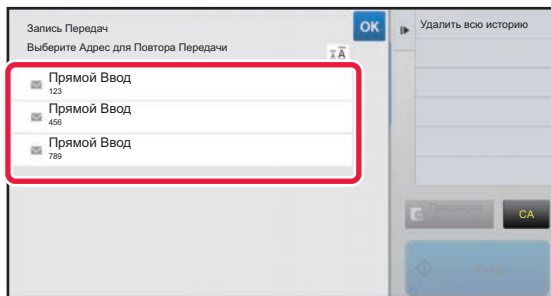 Запись Передач
OK
Выберите Адрес для Повтора Передачи
A A
Прямой Ввод
123
Прямой Ввод
456
Прямой Ввод
789
Удалить всю историю
CA
Старт